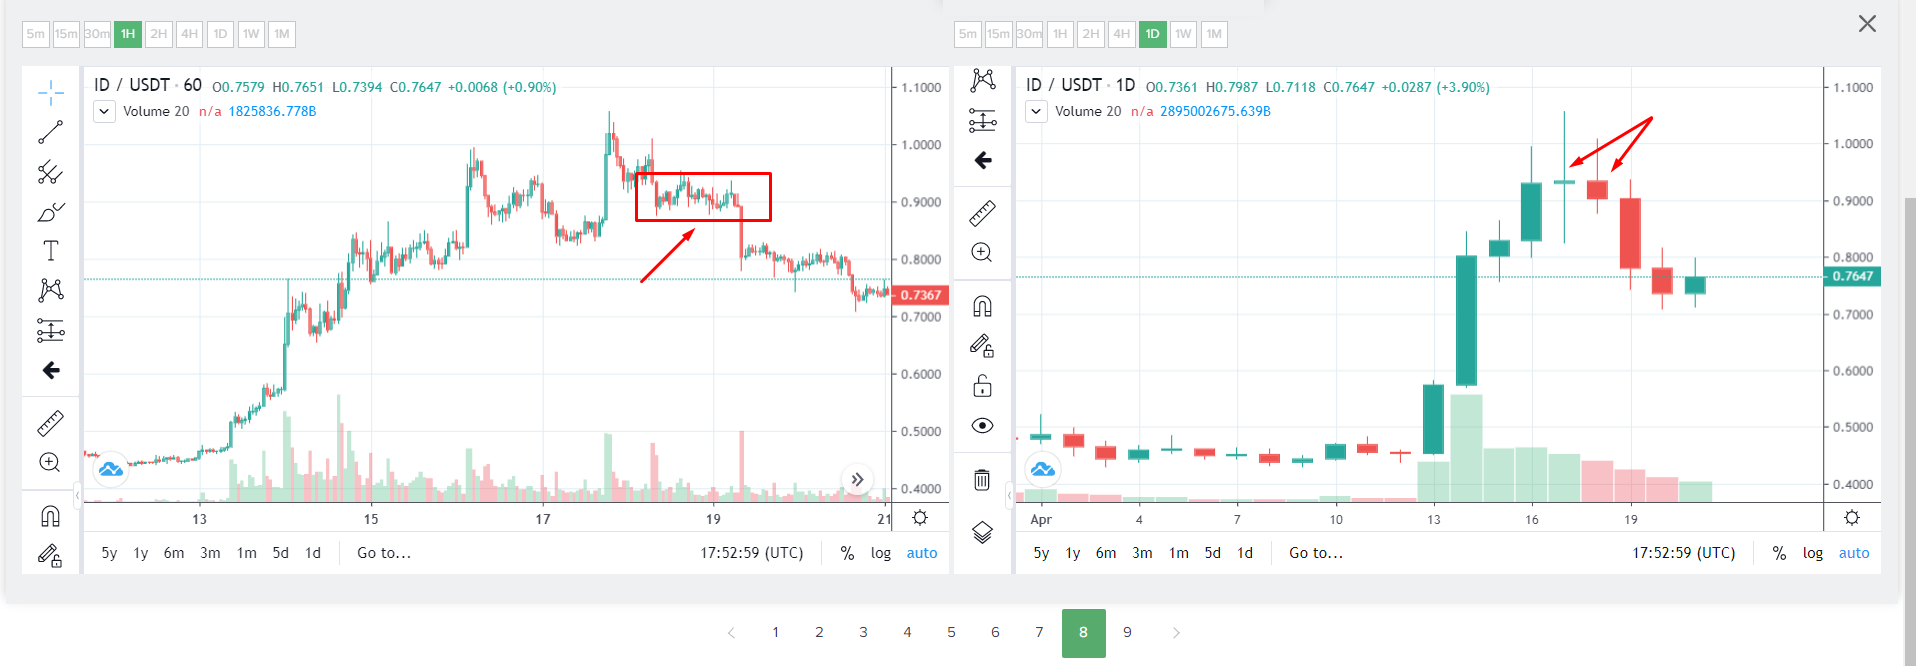 5m 15m 30m 1H 2H 4H 1D 1W 1M
ID / USDT · 60 O0.7579 H0.7651 L0.7394 C0.7647 +0.0068 (+0.90%)
Volume 20 n/a 1825836.778B
1.1000
1.0000
0.9000
0.8000
0.7367
0.7000
0.6000
0.5000
0.4000
13 15 17 19 21
5y 1y 6m 3m 1m 5d 1d Go to... 17:52:59 (UTC) % log auto
5m 15m 30m 1H 2H 4H 1D 1W 1M
ID / USDT · 1D O0.7361 H0.7987 L0.7118 C0.7647 +0.0287 (+3.90%)
Volume 20 n/a 2895002675.639B
1.1000
1.0000
0.9000
0.8000
0.7647
0.7000
0.6000
0.5000
0.4000
Apr 4 7 10 13 16 19
5y 1y 6m 3m 1m 5d 1d Go to... 17:52:59 (UTC) % log auto
1 2 3 4 5 6 7 8 9